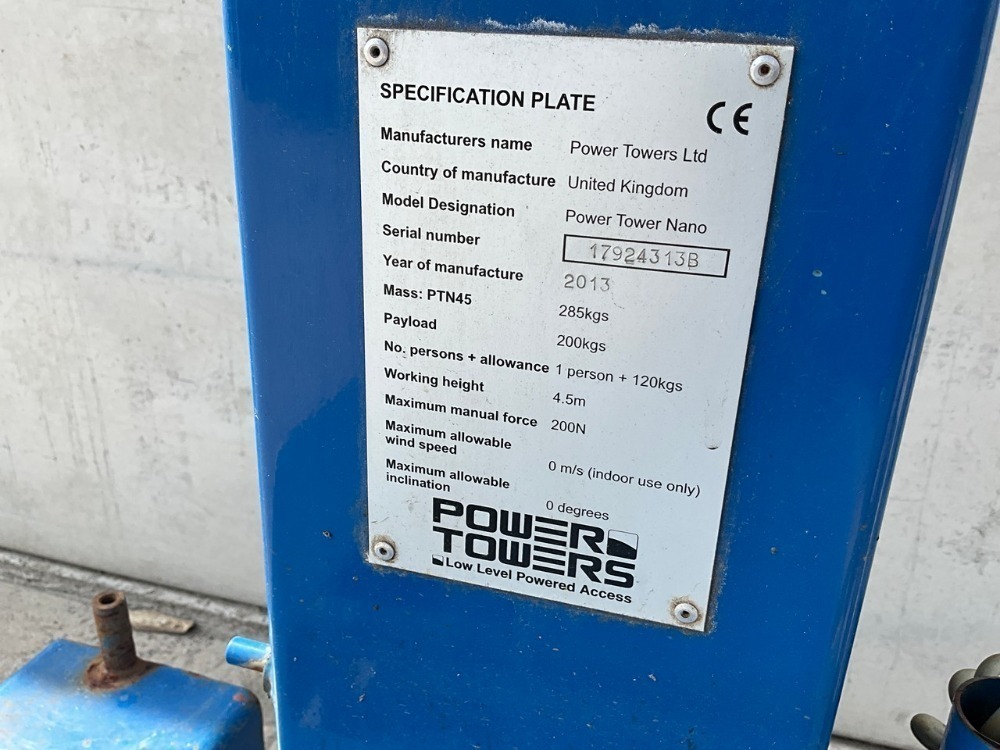 SPECIFICATION PLATE
CE
Manufacturers name Power Towers Ltd
Country of manufacture United Kingdom
Model Designation Power Tower Nano
Serial number 17924313B
Year of manufacture 2013
Mass: PTN45 285kgs
Payload 200kgs
No. persons + allowance 1 person + 120kgs
Working height 4.5m
Maximum manual force 200N
Maximum allowable
wind speed 0 m/s (indoor use only)
Maximum allowable
inclination 0 degrees
POWER
TOWERS
Low Level Powered Access